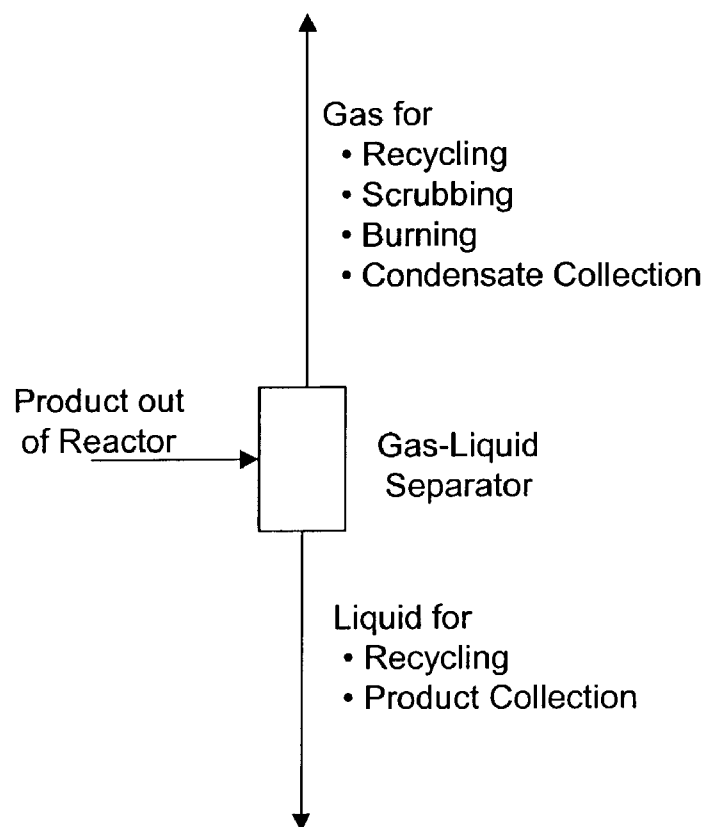 Gas for
• Recycling
• Scrubbing
• Burning
• Condensate Collection
Product out
of Reactor
Gas-Liquid
Separator
Liquid for
• Recycling
• Product Collection